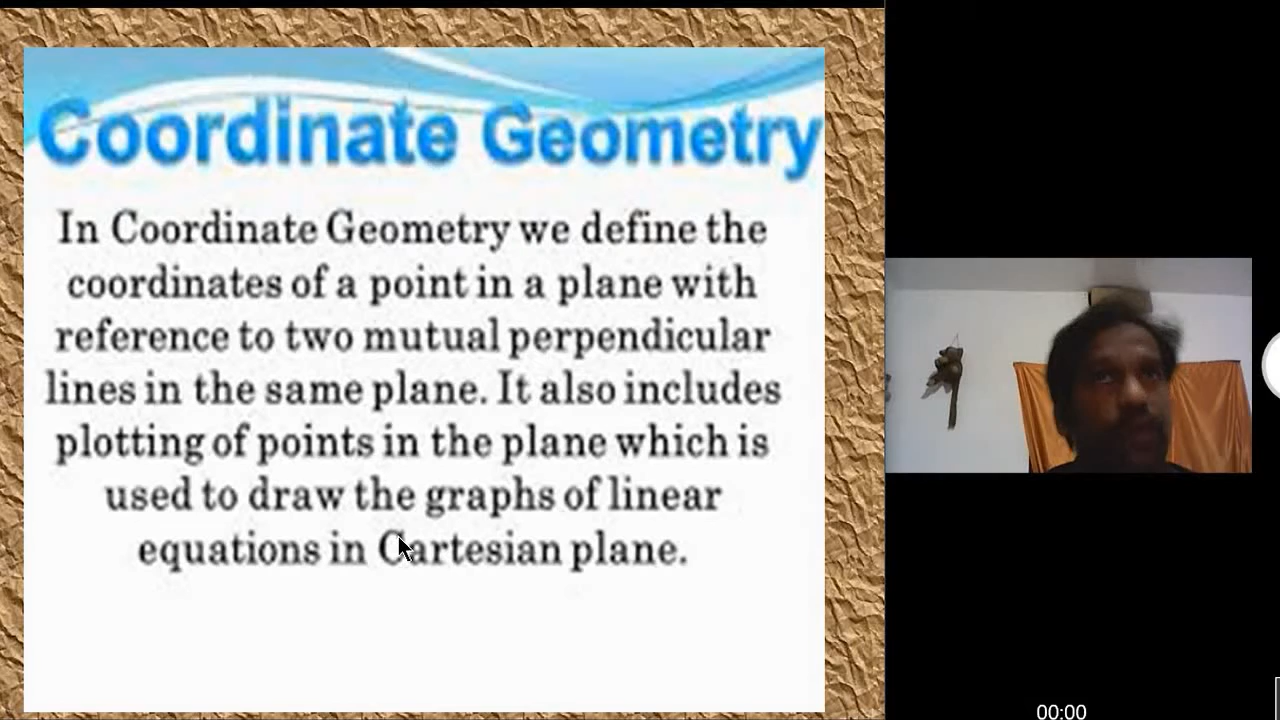 Coordinate Geometry
In Coordinate Geometry we define the
coordinates of a point in a plane with
reference to two mutual perpendicular
lines in the same plane. It also includes
plotting of points in the plane which is
used to draw the graphs of linear
equations in Cartesian plane.
00:00